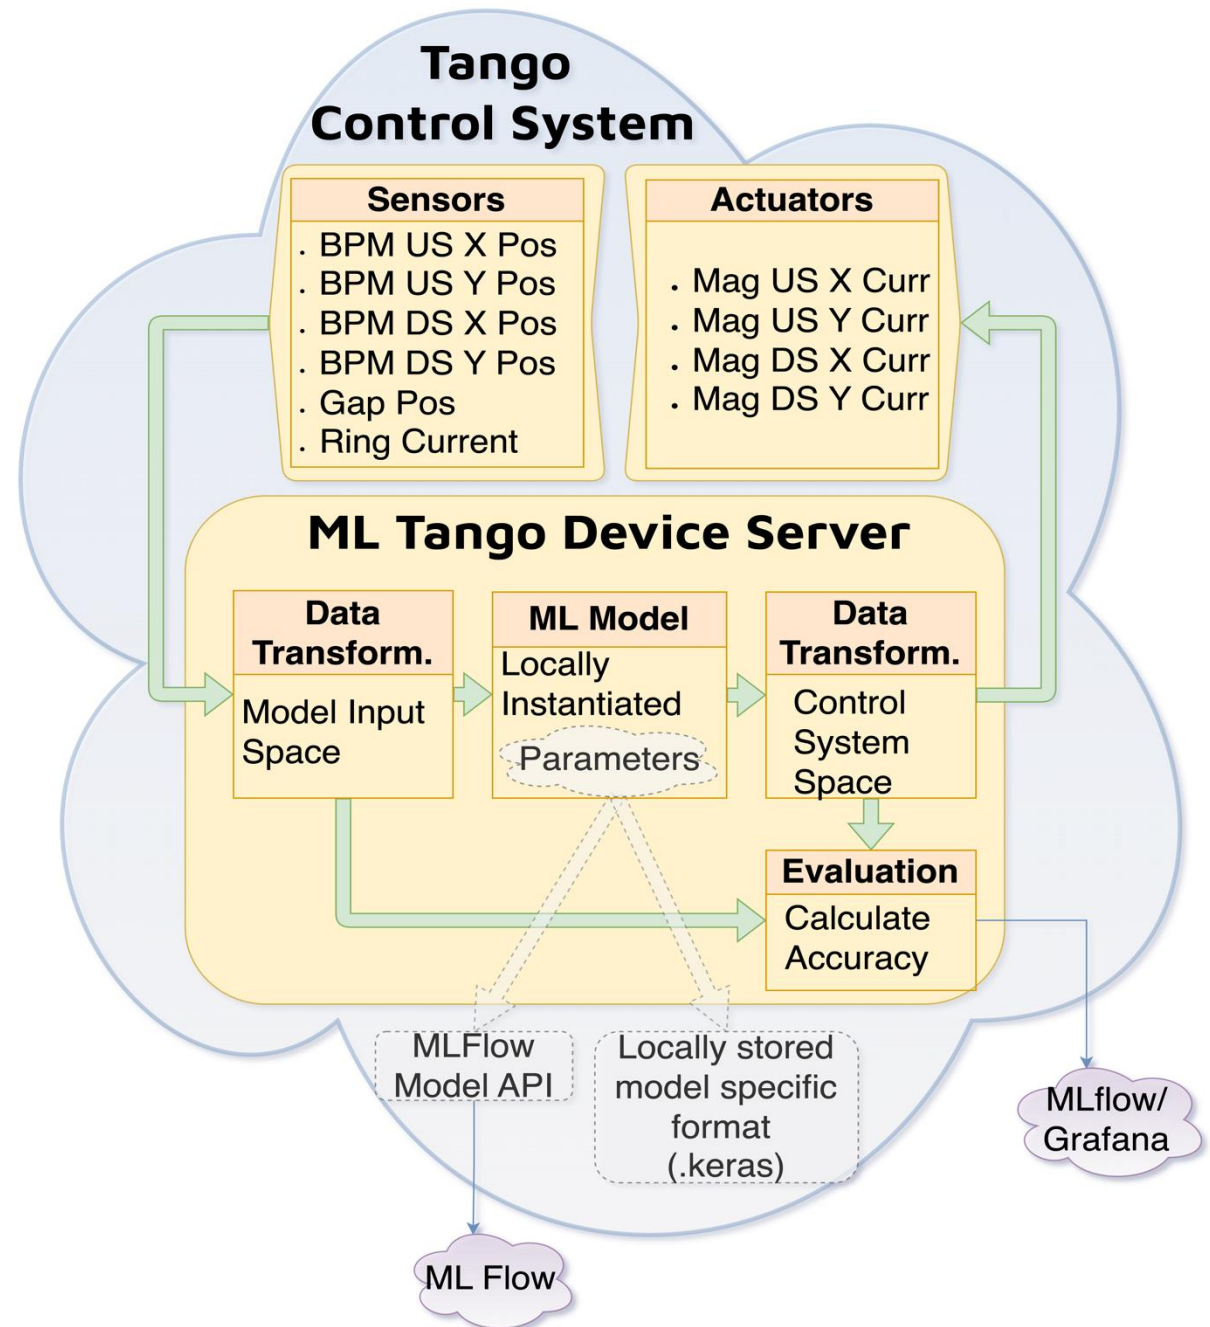 Tango
Control System
Sensors
. BPM US X Pos
. BPM US Y Pos
. BPM DS X Pos
. BPM DS Y Pos
. Gap Pos
. Ring Current
Actuators
. Mag US X Curr
. Mag US Y Curr
. Mag DS X Curr
. Mag DS Y Curr
ML Tango Device Server
Data
Transform.
Model Input
Space
ML Model
Locally
Instantiated
Parameters
Data
Transform.
Control
System
Space
Evaluation
Calculate
Accuracy
MLFlow
Model API
Locally stored
model specific
format
(.keras)
MLflow/
Grafana
ML Flow